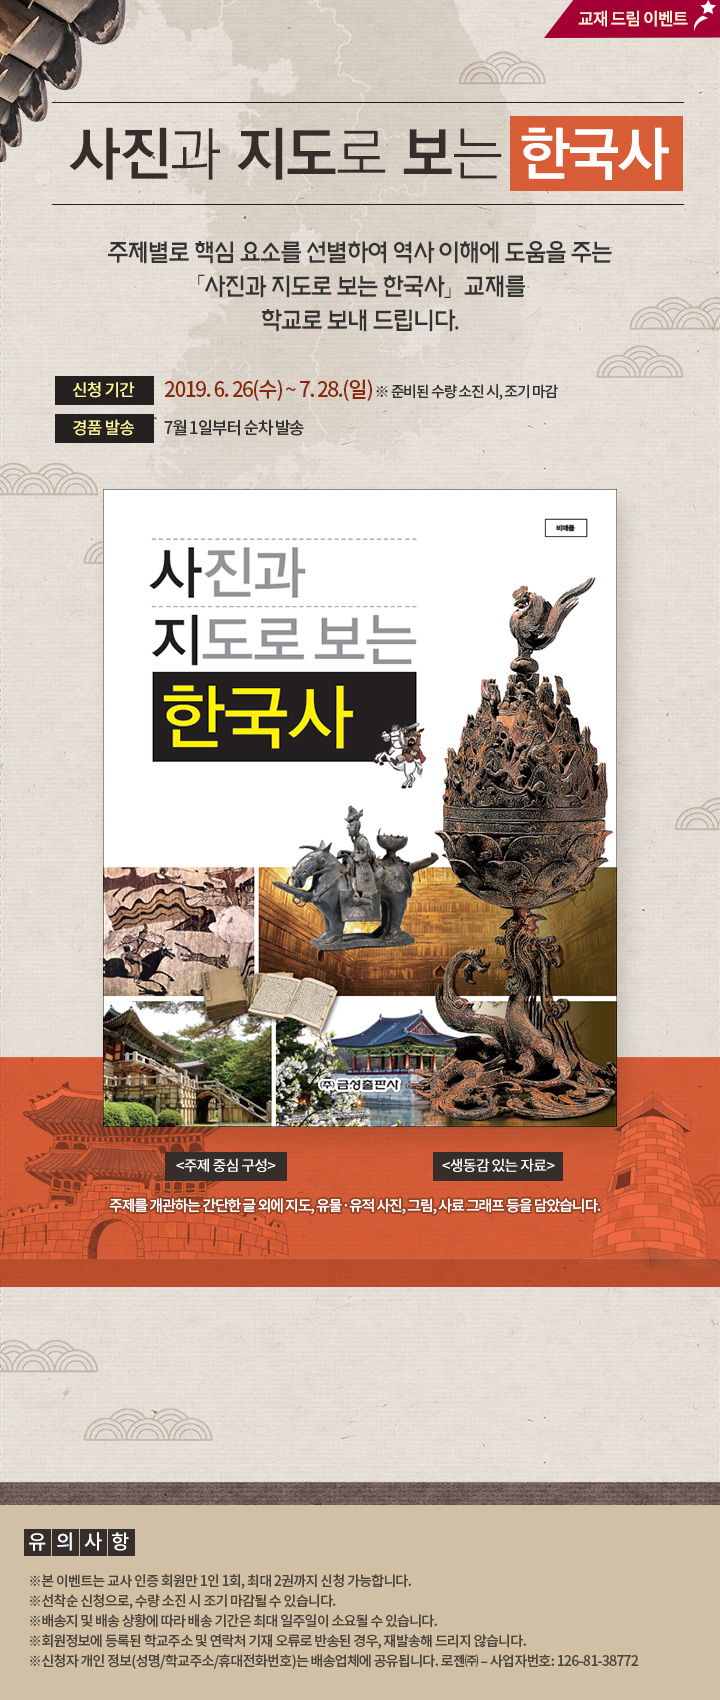 교재 드림 이벤트
사진과 지도로 보는 한국사
주제별로 핵심 요소를 선별하여 역사 이해에 도움을 주는
「사진과 지도로 보는 한국사」 교재를
학교로 보내 드립니다.
신청 기간 2019. 6. 26(수) ~ 7. 28.(일) ※ 준비된 수량 소진 시, 조기 마감
경품 발송 7월 1일부터 순차 발송
비매품
사진과
지도로 보는
한국사
(주)금성출판사
<주제 중심 구성> <생동감 있는 자료>
주제를 개관하는 간단한 글 외에 지도, 유물·유적 사진, 그림, 사료 그래프 등을 담았습니다.
유의사항
※본 이벤트는 교사 인증 회원만 1인 1회, 최대 2권까지 신청 가능합니다.
※선착순 신청으로, 수량 소진 시 조기 마감될 수 있습니다.
※배송지 및 배송 상황에 따라 배송 기간은 최대 일주일이 소요될 수 있습니다.
※회원정보에 등록된 학교주소 및 연락처 기재 오류로 반송된 경우, 재발송해 드리지 않습니다.
※신청자 개인 정보(성명/학교주소/휴대전화번호)는 배송업체에 공유됩니다. 로젠㈜ – 사업자번호: 126-81-38772